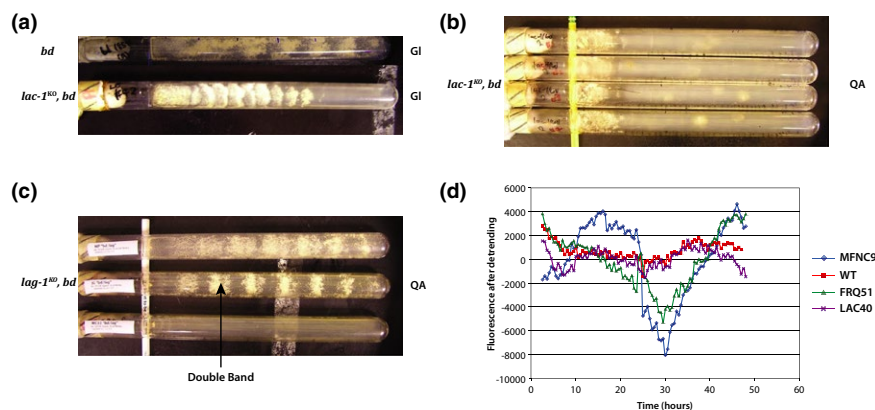 (a)
bd
Gl
lac-1KO, bd
Gl
(b)
lac-1KO, bd
QA
(c)
lag-1KO, bd
QA
Double Band
(d)
Fluorescence after detrending
6000
4000
2000
0
-2000
-4000
-6000
-8000
-10000
0 10 20 30 40 50 60
Time (hours)
MFNC9
WT
FRQ51
LAC40